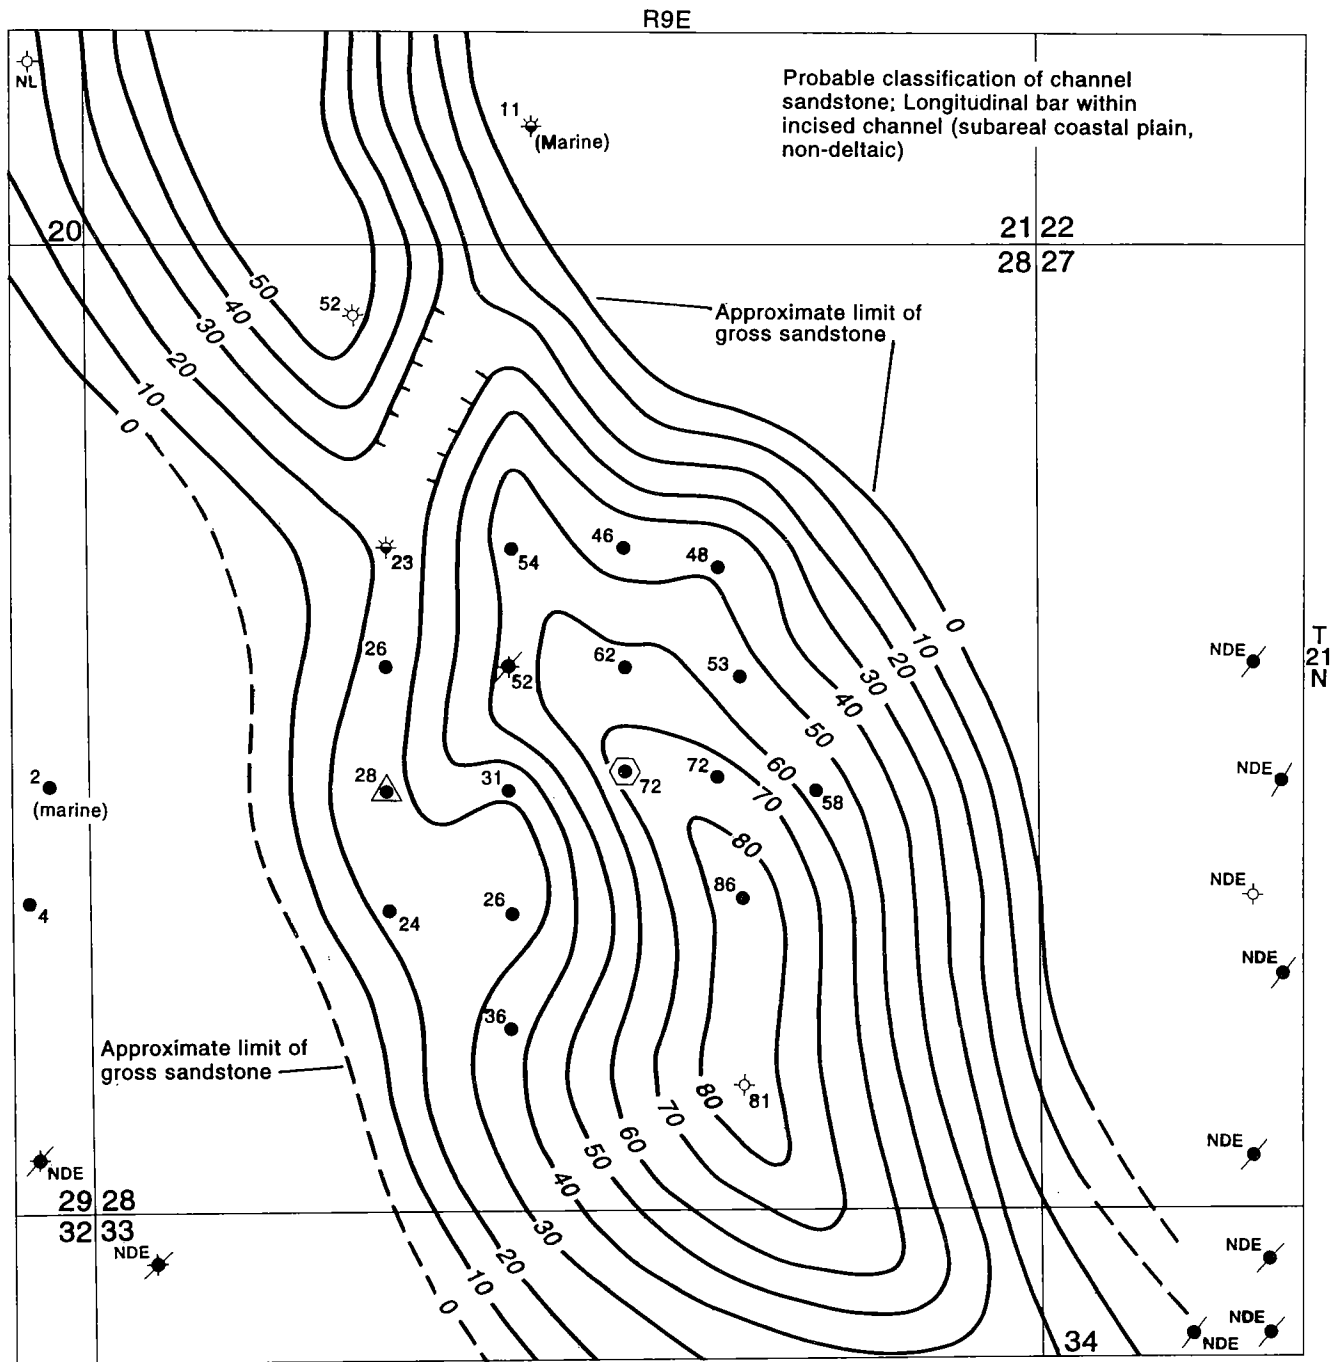 R9E
NL
11
(Marine)
Probable classification of channel
sandstone; Longitudinal bar within
incised channel (subareal coastal plain,
non-deltaic)
20
21 22
28 27
50
52
40
30
20
10
0
Approximate limit of
gross sandstone
23
54
46
48
0
10
20
30
40
50
60
70
NDE
T
21
N
26
52
62
53
2
(marine)
28
31
72
72
58
NDE
80
86
NDE
4
24
26
NDE
36
Approximate limit of
gross sandstone
81
80
70
60
50
40
30
20
10
0
NDE
NDE
29 28
32 33
NDE
NDE
34
NDE
NDE